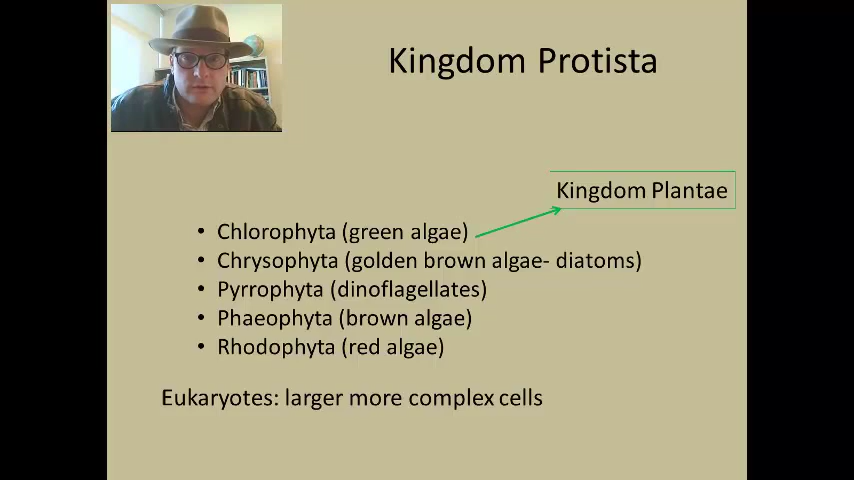 Kingdom Protista
Kingdom Plantae
• Chlorophyta (green algae)
• Chrysophyta (golden brown algae- diatoms)
• Pyrrophyta (dinoflagellates)
• Phaeophyta (brown algae)
• Rhodophyta (red algae)
Eukaryotes: larger more complex cells